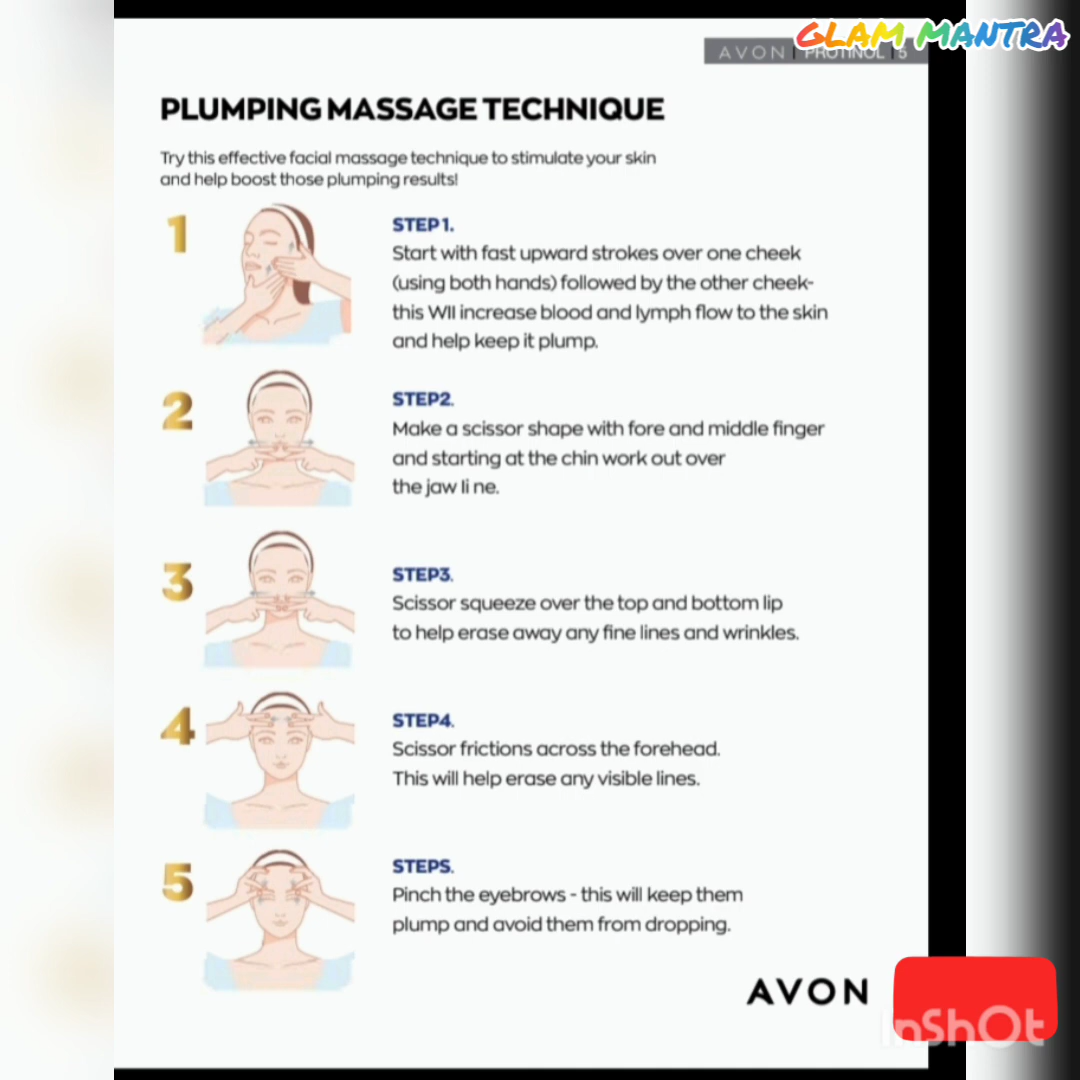 GLAM MANTRA
AVON | PROTINOL | 5
PLUMPING MASSAGE TECHNIQUE
Try this effective facial massage technique to stimulate your skin
and help boost those plumping results!
1
STEP 1.
Start with fast upward strokes over one cheek
(using both hands) followed by the other cheek-
this WIl increase blood and lymph flow to the skin
and help keep it plump.
2
STEP2.
Make a scissor shape with fore and middle finger
and starting at the chin work out over
the jaw li ne.
3
STEP3.
Scissor squeeze over the top and bottom lip
to help erase away any fine lines and wrinkles.
4
STEP4.
Scissor frictions across the forehead.
This will help erase any visible lines.
5
STEPS.
Pinch the eyebrows - this will keep them
plump and avoid them from dropping.
AVON
InShOt